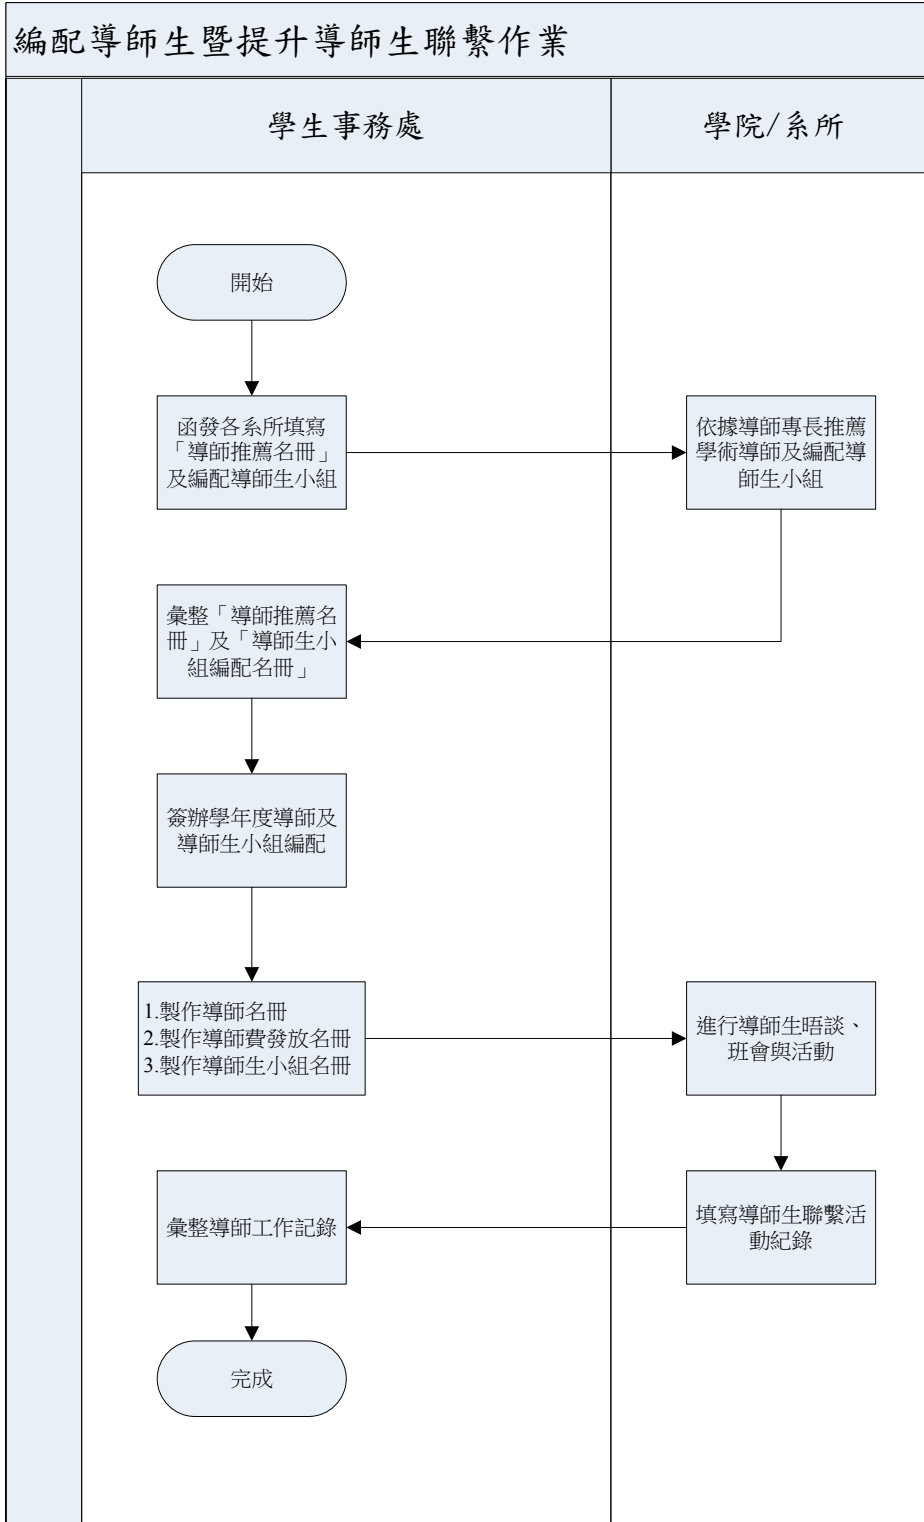 編配導師生暨提升導師生聯繫作業
學生事務處
學院/系所
開始
函發各系所填寫
「導師推薦名冊」
及編配導師生小組
依據導師專長推薦
學術導師及編配導
師生小組
彙整「導師推薦名
冊」及「導師生小
組編配名冊」
簽辦學年度導師及
導師生小組編配
1.製作導師名冊
2.製作導師費發放名冊
3.製作導師生小組名冊
進行導師生晤談、
班會與活動
填寫導師生聯繫活
動紀錄
彙整導師工作記錄
完成